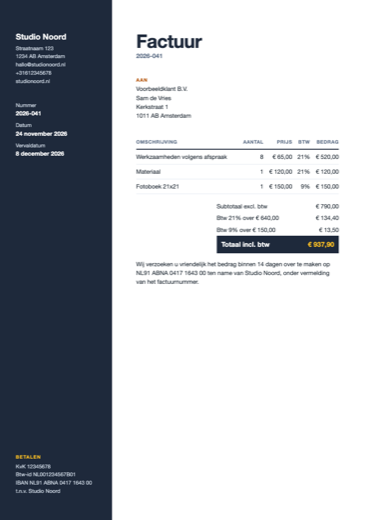 Studio Noord
Straatnaam 123
1234 AB Amsterdam
hallo@studionoord.nl
+31612345678
studionoord.nl
Nummer
2026-041
Datum
24 november 2026
Vervaldatum
8 december 2026
Factuur
2026-041
AAN
Voorbeeldklant B.V.
Sam de Vries
Kerkstraat 1
1011 AB Amsterdam
OMSCHRIJVING AANTAL PRIJS BTW BEDRAG
Werkzaamheden volgens afspraak 8 € 65,00 21% € 520,00
Materiaal 1 € 120,00 21% € 120,00
Fotoboek 21x21 1 € 150,00 9% € 150,00
Subtotaal excl. btw € 790,00
Btw 21% over € 640,00 € 134,40
Btw 9% over € 150,00 € 13,50
Totaal incl. btw € 937,90
Wij verzoeken u vriendelijk het bedrag binnen 14 dagen over te maken op
NL91 ABNA 0417 1643 00 ten name van Studio Noord, onder vermelding
van het factuurnummer.
BETALEN
KvK 12345678
Btw-id NL001234567B01
IBAN NL91 ABNA 0417 1643 00
t.n.v. Studio Noord